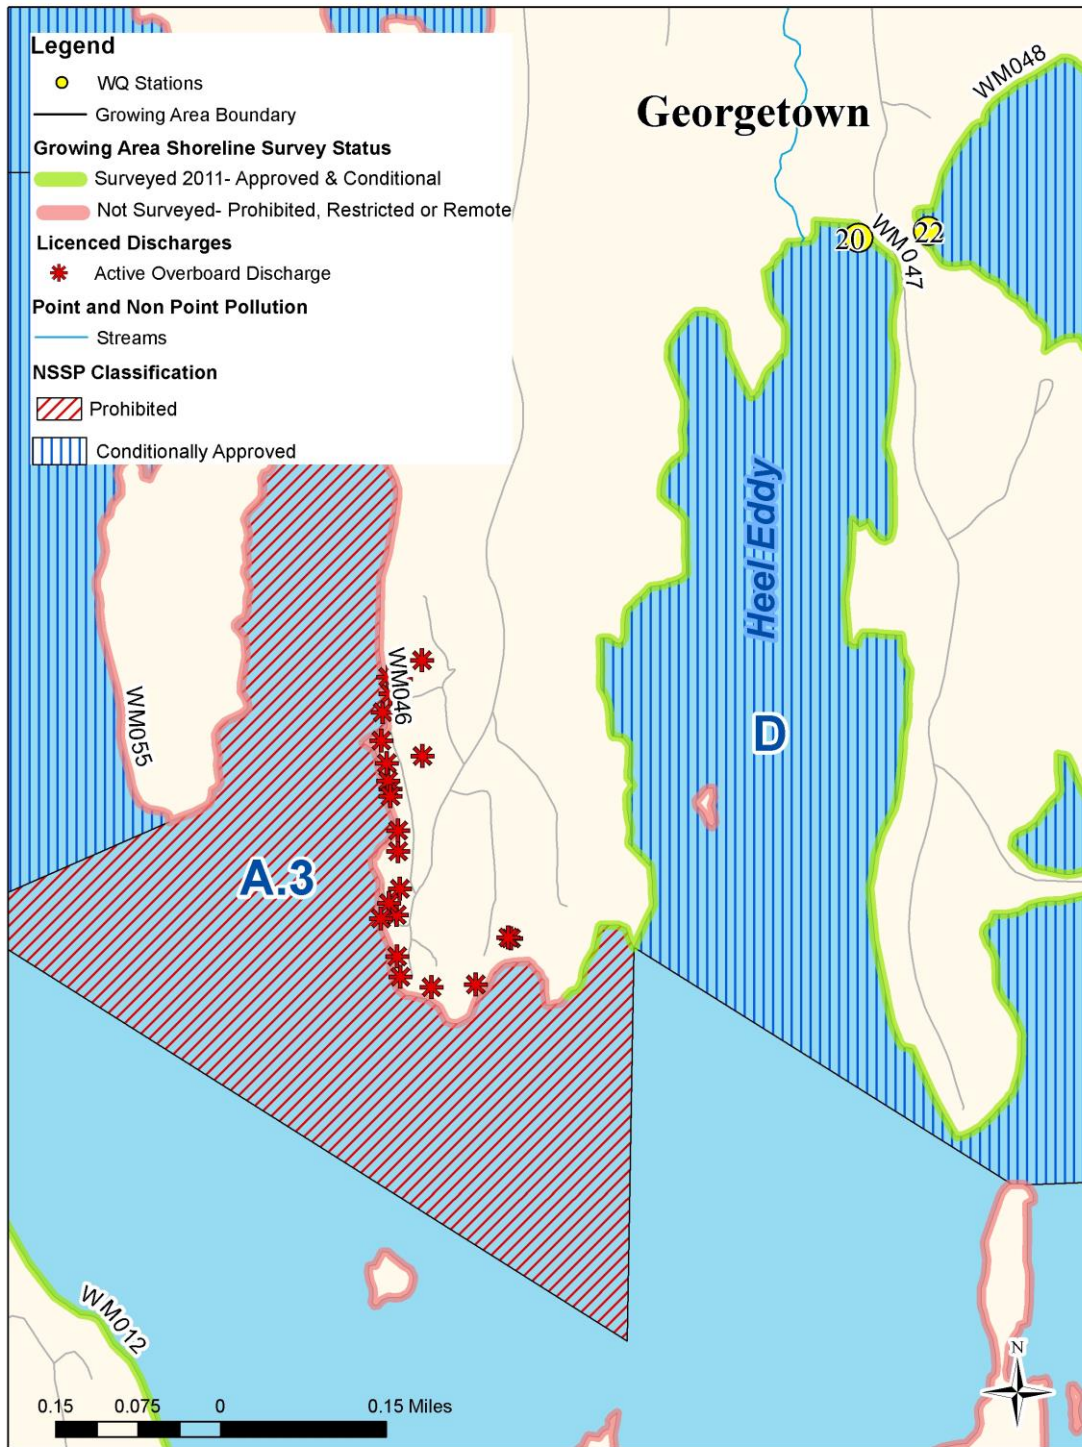 Legend
WQ Stations
Growing Area Boundary
Growing Area Shoreline Survey Status
Surveyed 2011- Approved & Conditional
Not Surveyed- Prohibited, Restricted or Remote
Licenced Discharges
Active Overboard Discharge
Point and Non Point Pollution
Streams
NSSP Classification
Prohibited
Conditionally Approved
Georgetown
WM048
20
WM047
22
Heel Eddy
WM046
WM055
D
A.3
WM012
N
0.15 0.075 0 0.15 Miles